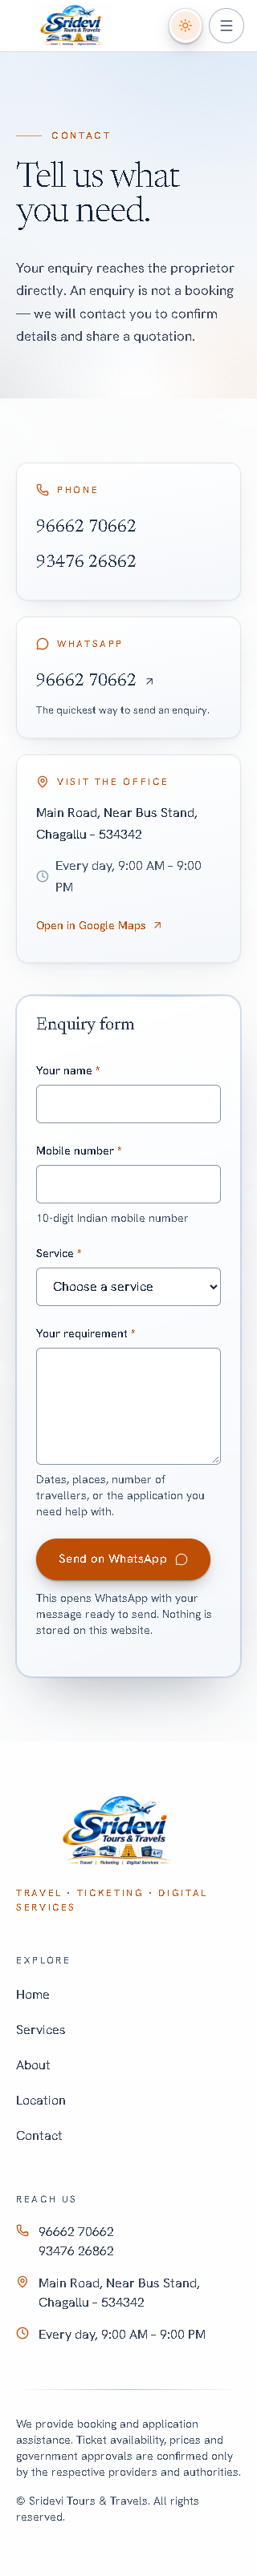 Sridevi
Tours & Travels
CONTACT
Tell us what
you need.
Your enquiry reaches the proprietor
directly. An enquiry is not a booking
— we will contact you to confirm
details and share a quotation.
PHONE
96662 70662
93476 26862
WHATSAPP
96662 70662
The quickest way to send an enquiry.
VISIT THE OFFICE
Main Road, Near Bus Stand,
Chagallu – 534342
Every day, 9:00 AM – 9:00
PM
Open in Google Maps
Enquiry form
Your name *
Mobile number *
10-digit Indian mobile number
Service *
Choose a service
Your requirement *
Dates, places, number of
travellers, or the application you
need help with.
Send on WhatsApp
This opens WhatsApp with your
message ready to send. Nothing is
stored on this website.
Sridevi
Tours & Travels
Travel | Ticketing | Digital Services
TRAVEL • TICKETING • DIGITAL
SERVICES
EXPLORE
Home
Services
About
Location
Contact
REACH US
96662 70662
93476 26862
Main Road, Near Bus Stand,
Chagallu – 534342
Every day, 9:00 AM – 9:00 PM
We provide booking and application
assistance. Ticket availability, prices and
government approvals are confirmed only
by the respective providers and authorities.
© Sridevi Tours & Travels. All rights
reserved.